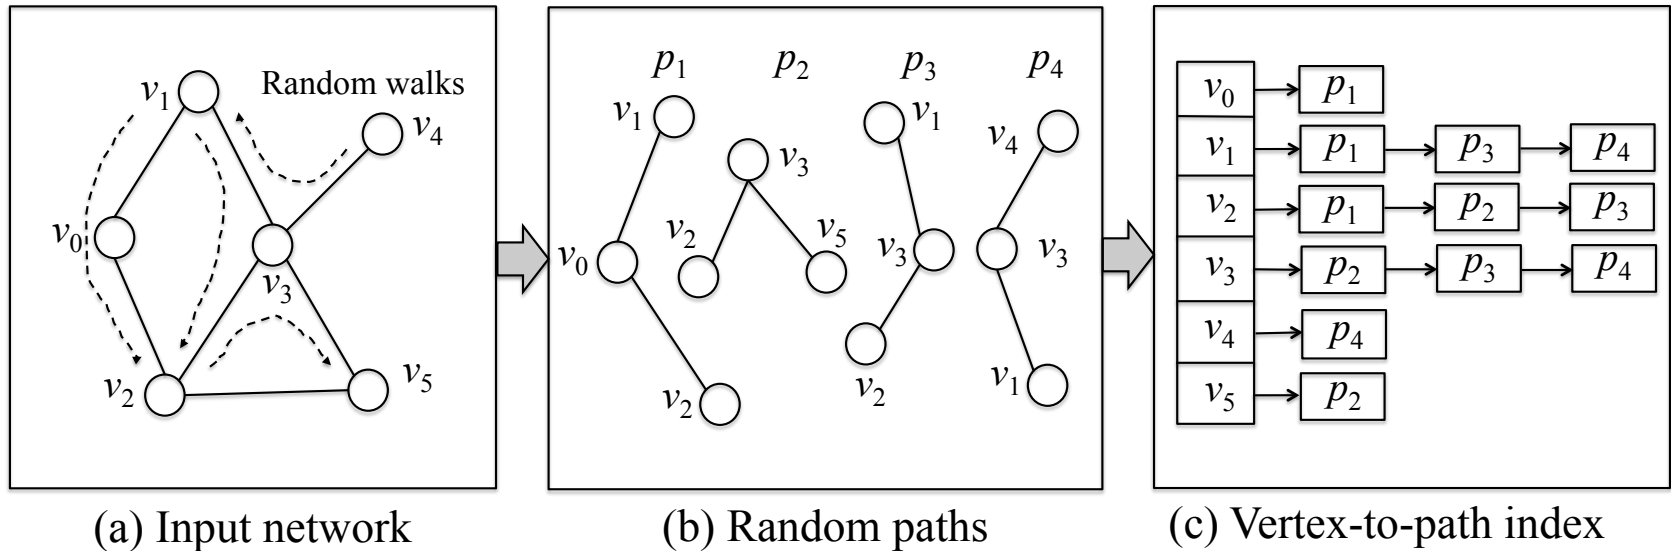 v1
Random walks
v4
v0
v3
v2
v5
(a) Input network
p1 p2 p3 p4
v1
v3
v2
v5
v0
v2
v1
v3
v2
v4
v3
v1
(b) Random paths
v0 p1
v1 p1 p3 p4
v2 p1 p2 p3
v3 p2 p3 p4
v4 p4
v5 p2
(c) Vertex-to-path index